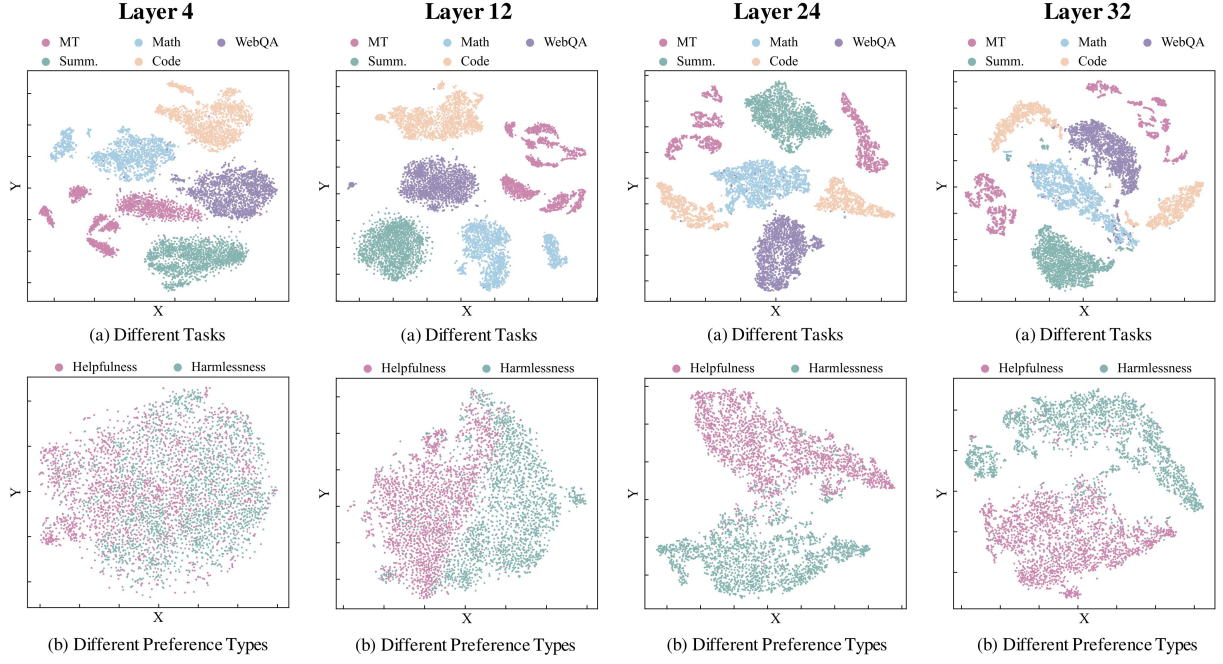 Layer 4 Layer 12 Layer 24 Layer 32
MT Math WebQA MT Math WebQA MT Math WebQA MT Math WebQA
Summ. Code Summ. Code Summ. Code Summ. Code
Y Y Y Y
X X X X
(a) Different Tasks (a) Different Tasks (a) Different Tasks (a) Different Tasks
Helpfulness Harmlessness Helpfulness Harmlessness Helpfulness Harmlessness Helpfulness Harmlessness
Y Y Y Y
X X X X
(b) Different Preference Types (b) Different Preference Types (b) Different Preference Types (b) Different Preference Types